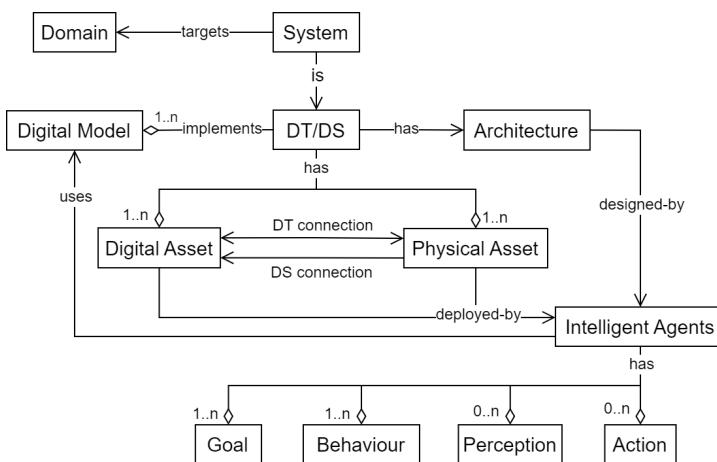 Domain
targets
System
is
Digital Model
1..n
implements
DT/DS
has
Architecture
has
uses
designed-by
1..n
1..n
Digital Asset
DT connection
Physical Asset
DS connection
deployed-by
Intelligent Agents
has
1..n
1..n
0..n
0..n
Goal
Behaviour
Perception
Action